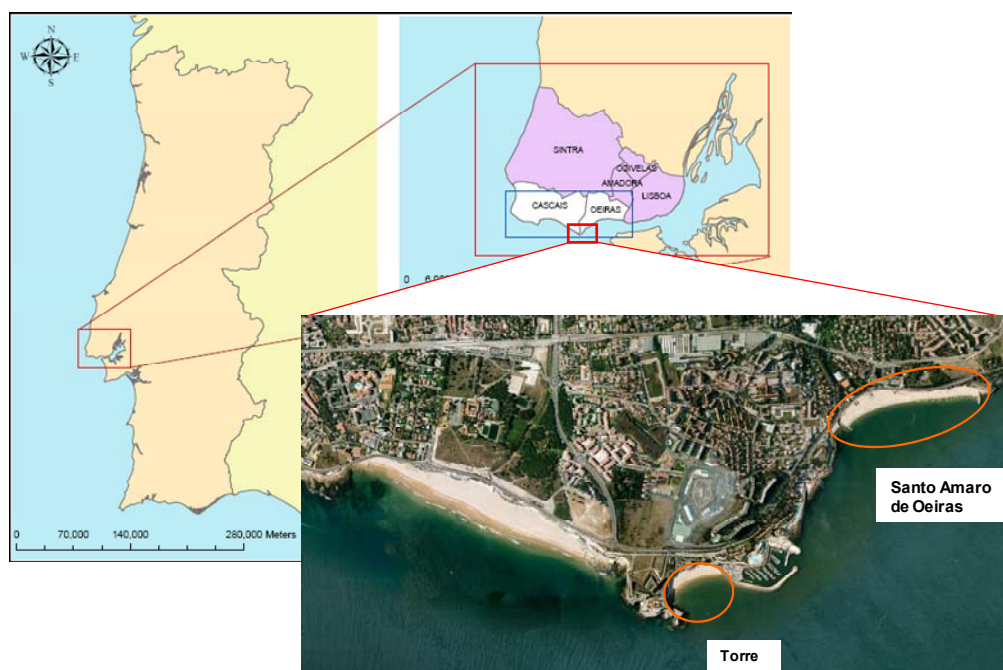 N
W E
S
SINTRA
ODIVELAS
AMADORA
LISBOA
CASCAIS
OEIRAS
0
0 70,000 140,000 280,000 Meters
Santo Amaro
de Oeiras
Torre